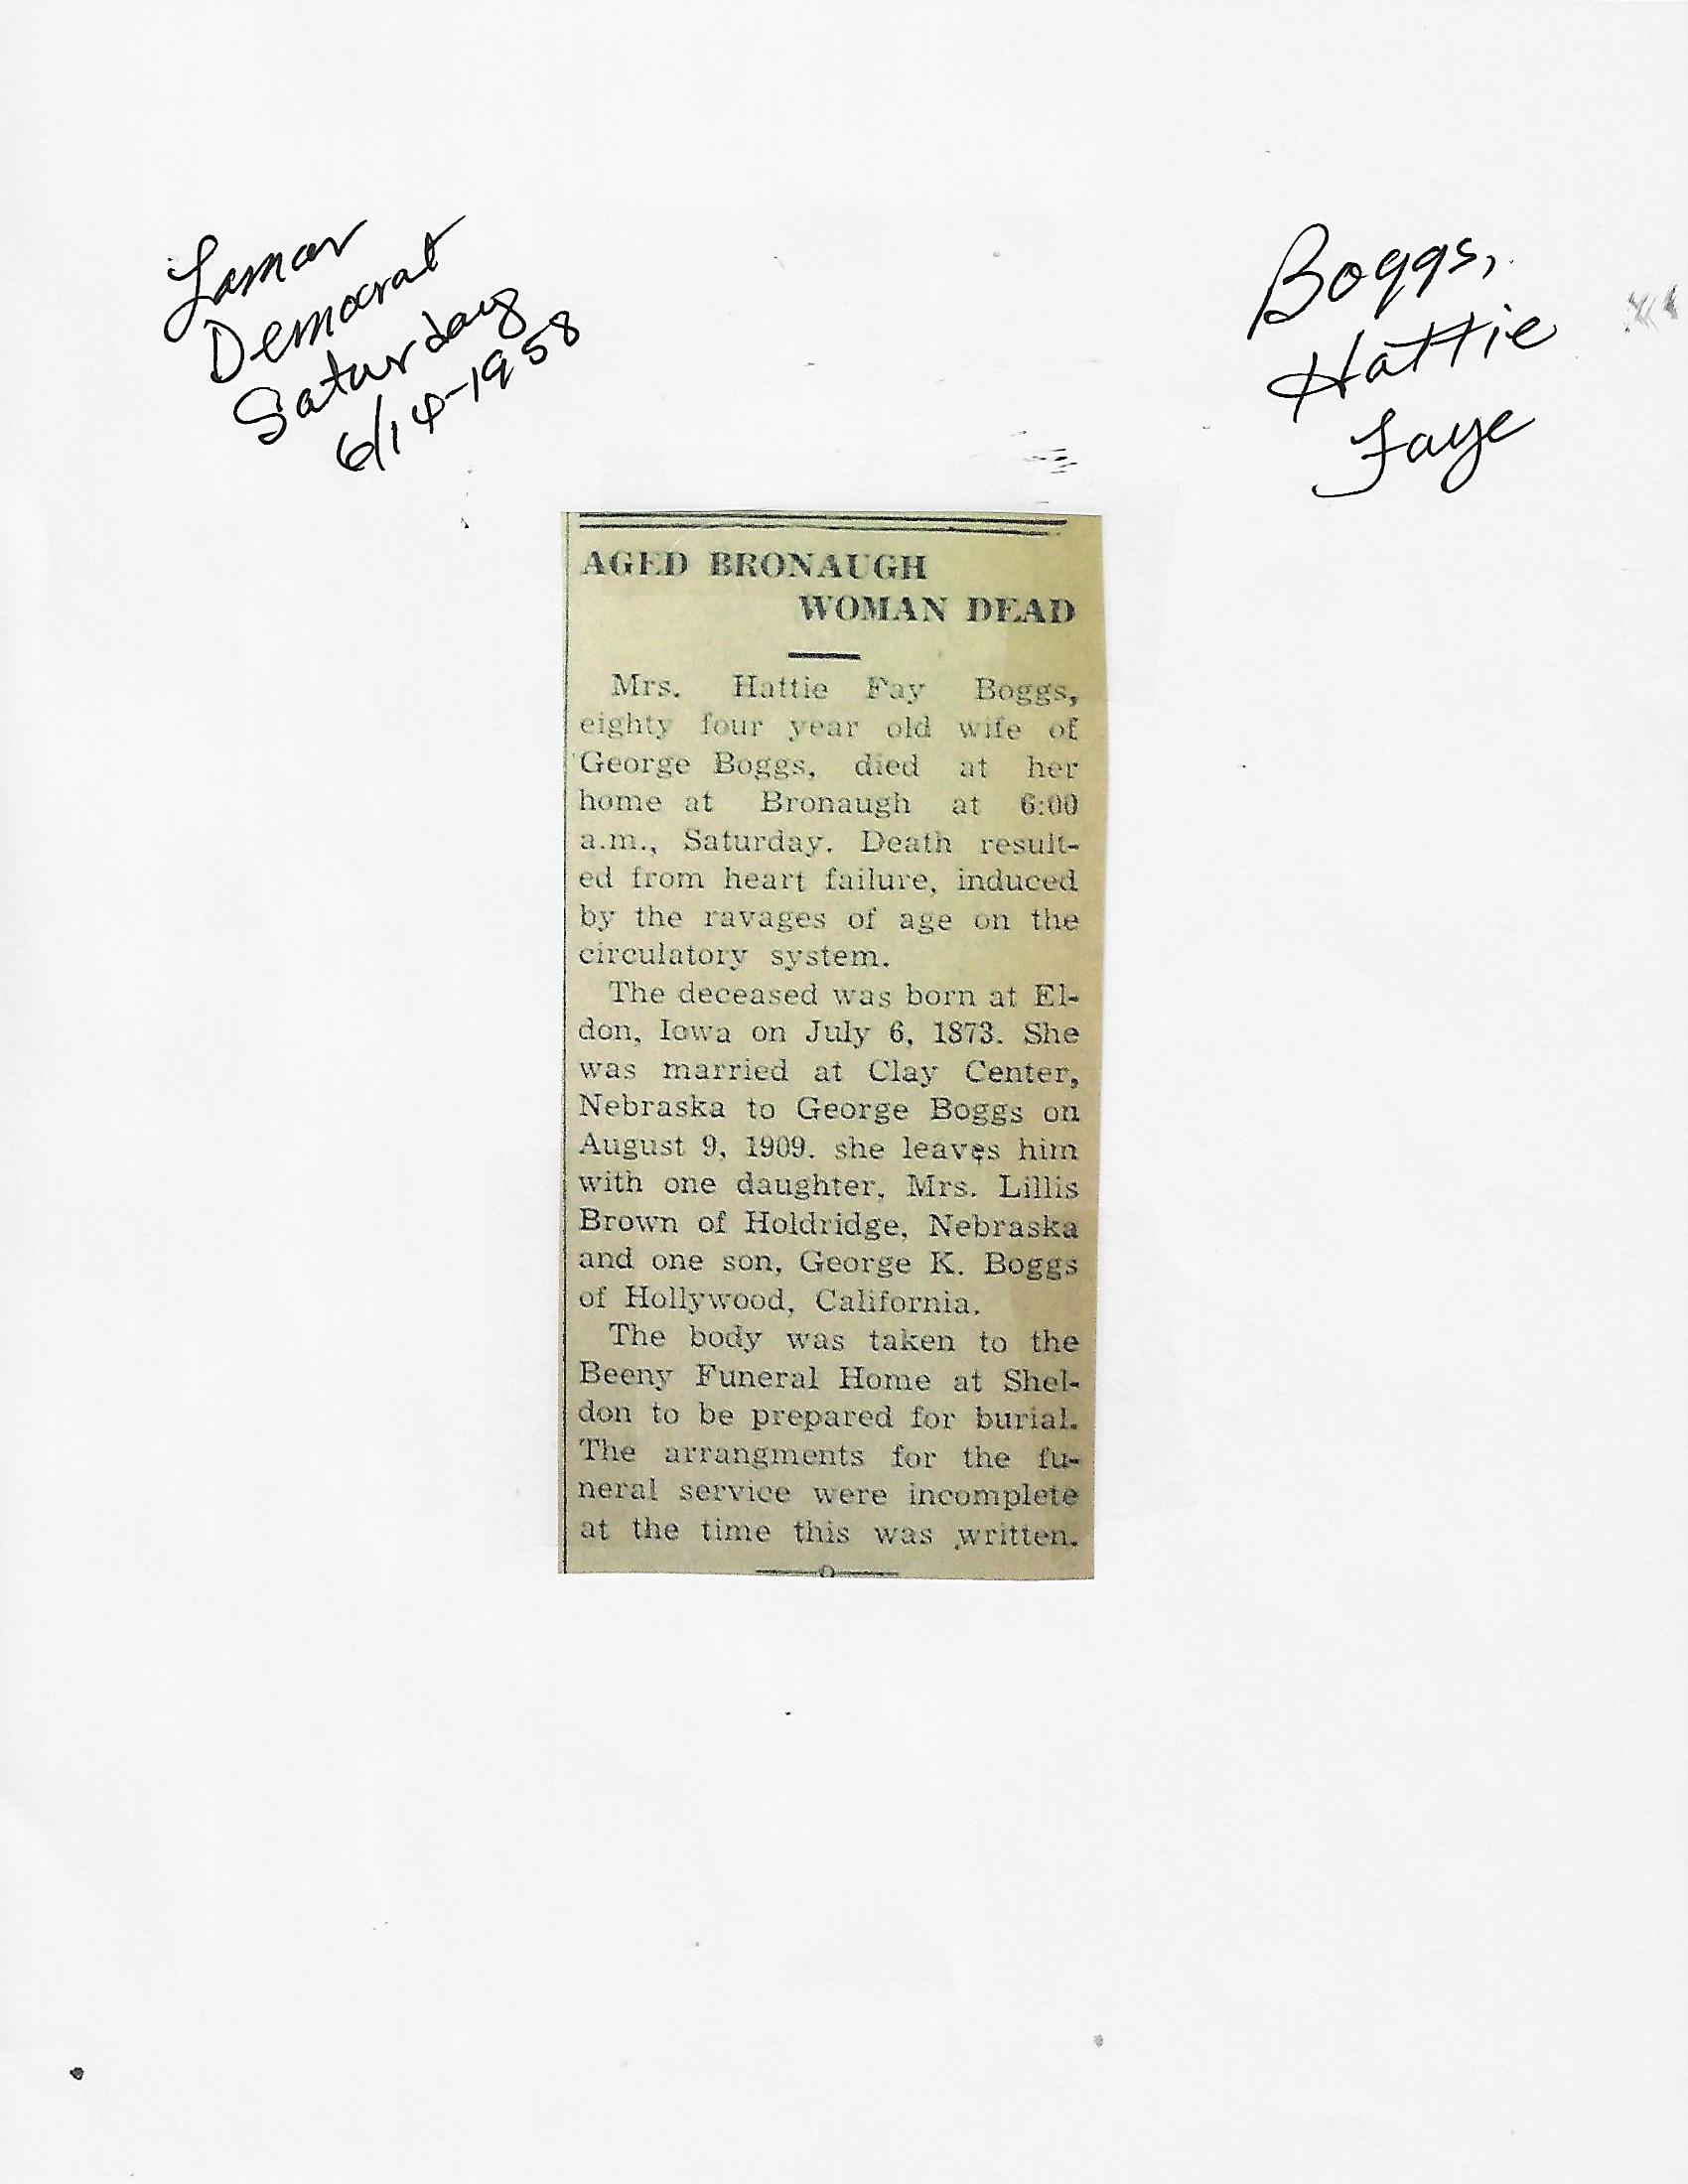 Lamar
Democrat
Saturday
6/14-1958
Boggs,
Hattie
Faye
AGED BRONAUGH
WOMAN DEAD
Mrs. Hattie Fay Boggs,
eighty four year old wife of
George Boggs, died at her
home at Bronaugh at 6:00
a.m., Saturday. Death result-
ed from heart failure, induced
by the ravages of age on the
circulatory system.
The deceased was born at El-
don, Iowa on July 6, 1873. She
was married at Clay Center,
Nebraska to George Boggs on
August 9, 1909. she leaves him
with one daughter, Mrs. Lillis
Brown of Holdridge, Nebraska
and one son, George K. Boggs
of Hollywood, California.
The body was taken to the
Beeny Funeral Home at Shel-
don to be prepared for burial.
The arrangments for the fu-
neral service were incomplete
at the time this was written.